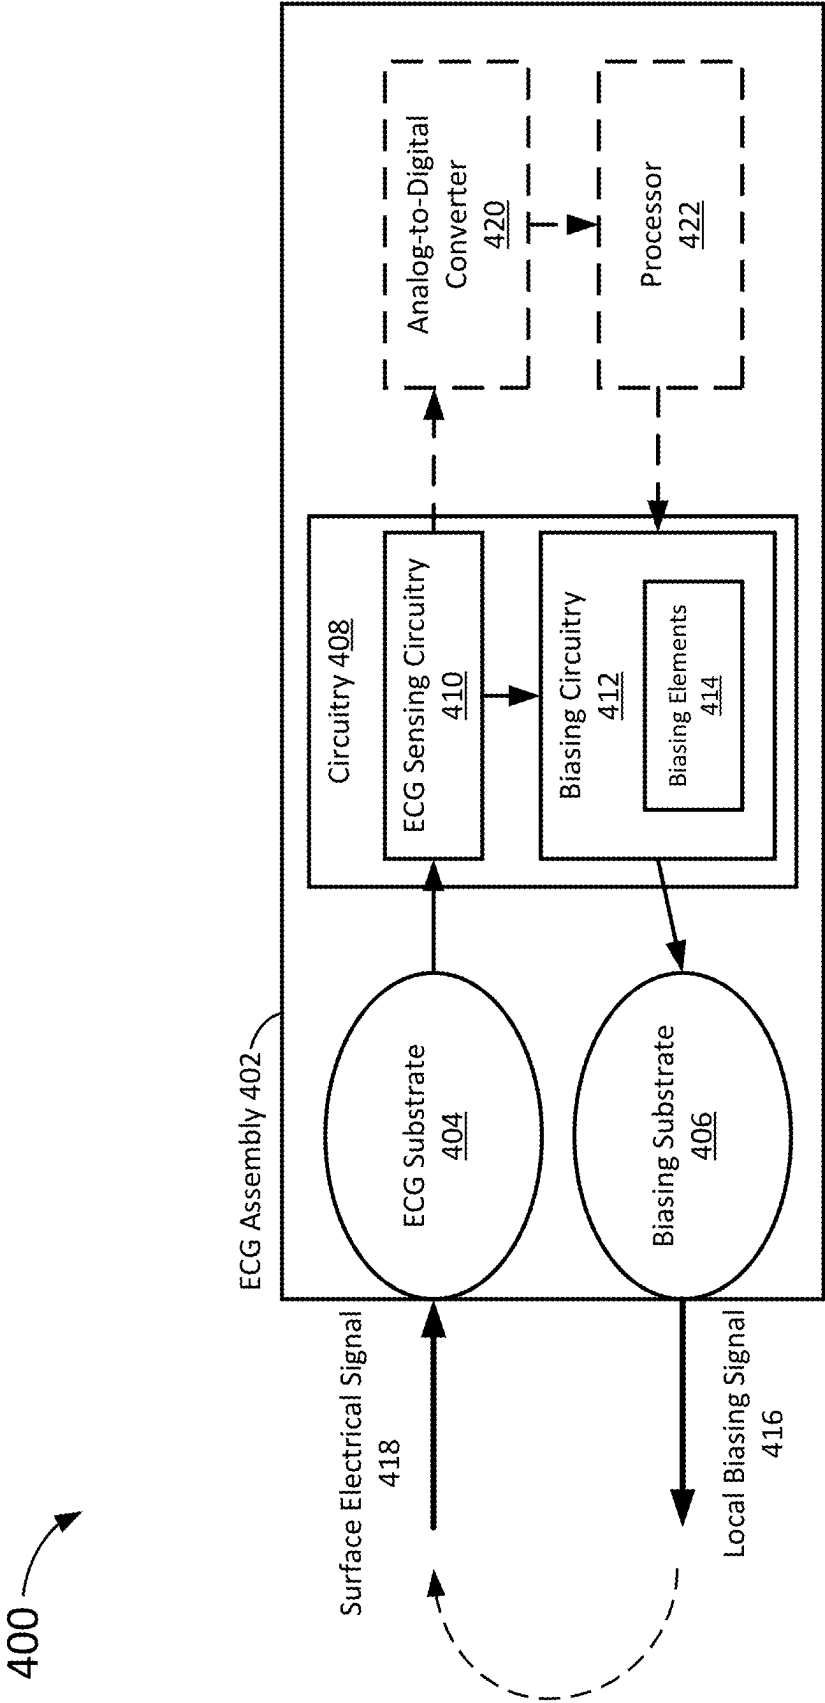 400
ECG Assembly 402
Surface Electrical Signal
418
ECG Substrate
404
Circuitry 408
ECG Sensing Circuitry
410
Analog-to-Digital
Converter
420
Local Biasing Signal
416
Biasing Substrate
406
Biasing Circuitry
412
Biasing Elements
414
Processor
422